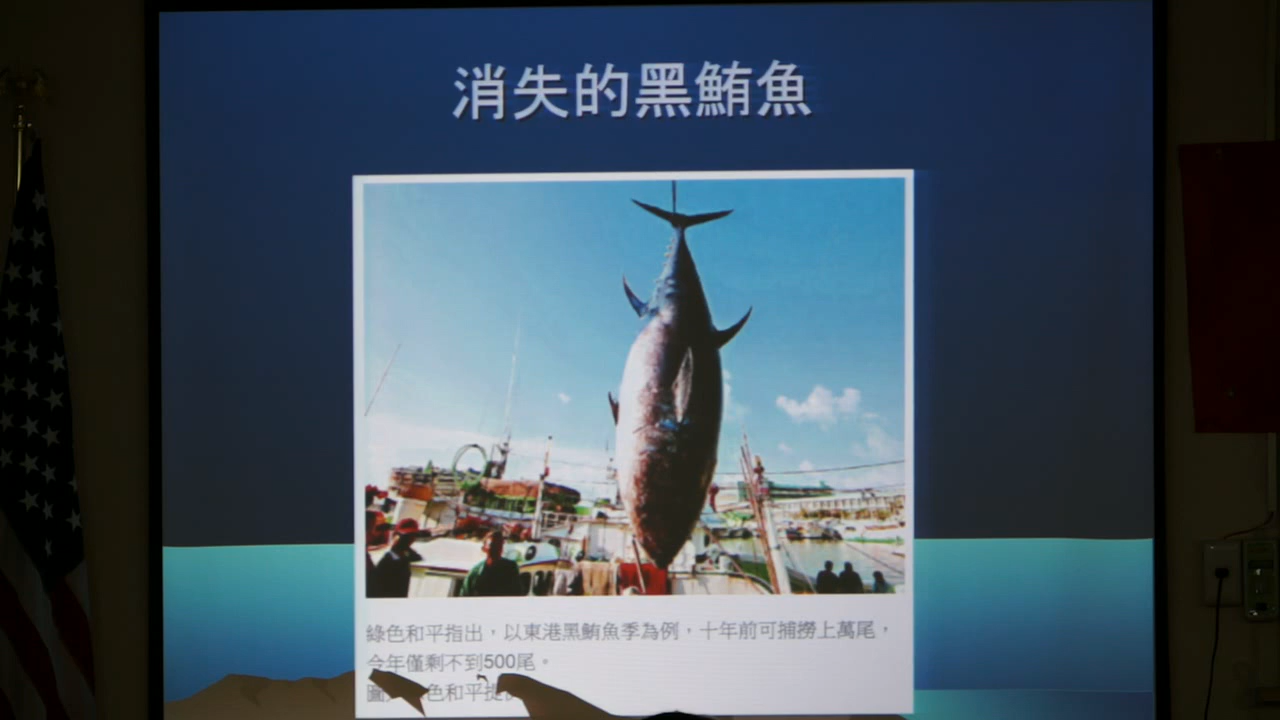 消失的黑鮪魚
綠色和平指出，以東港黑鮪魚季為例，十年前可捕撈上萬尾，
今年僅剩不到500尾。
圖 色和平提